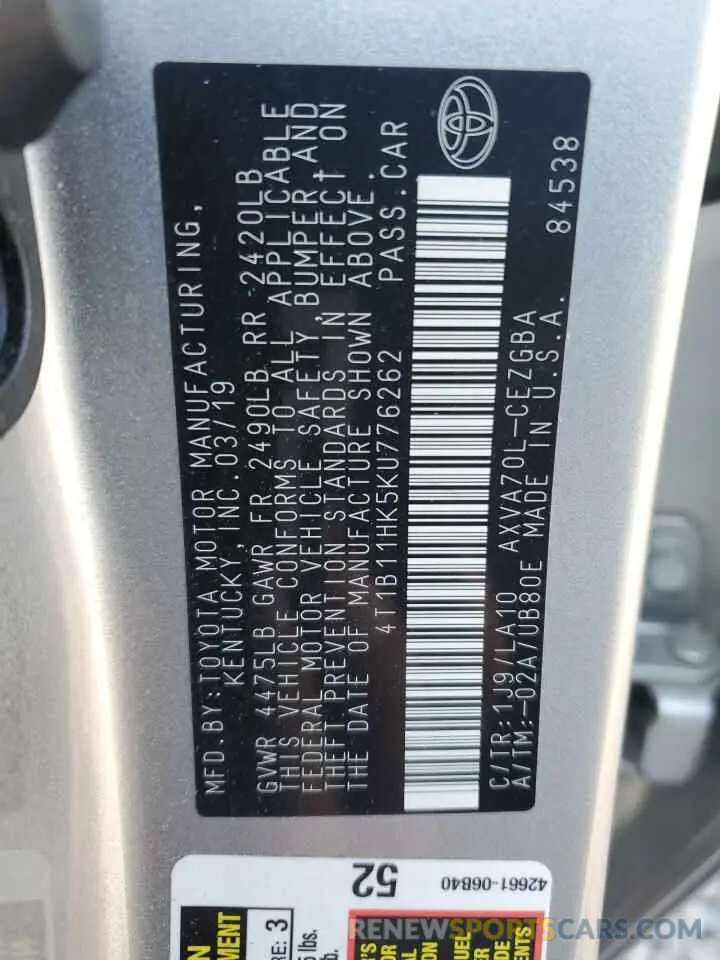 MFD. BY: TOYOTA MOTOR MANUFACTURING,
KENTUCKY, INC. 03/19
GVWR 4475LB GAWR FR 2490LB RR 2420LB
THIS VEHICLE CONFORMS TO ALL APPLICABLE
FEDERAL MOTOR VEHICLE SAFETY, BUMPER AND
THEFT PREVENTION STANDARDS IN EFFECT ON
THE DATE OF MANUFACTURE SHOWN ABOVE.
4T1B11HK5KU776262 PASS.CAR
C/TR:1J9/LA10 AXVA70L-CEZGBA
A/TM:-02A/UB80E MADE IN U.S.A.
84538
52
42661-06840
3
lbs.
RENEWSPORTSCARS.COM